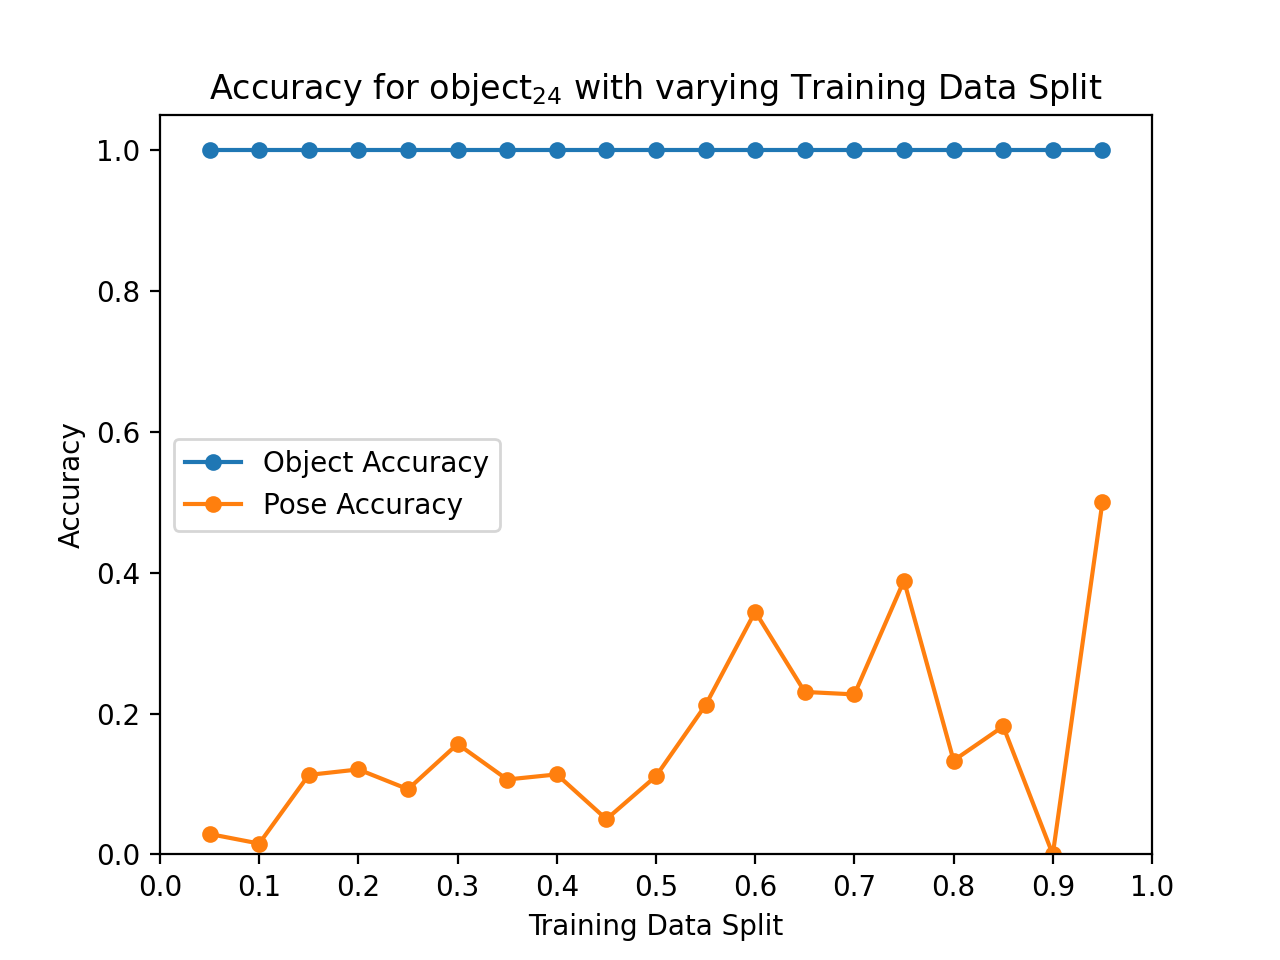 Accuracy for object₂₄ with varying Training Data Split
1.0
0.8
0.6
0.4
0.2
0.0
Accuracy
Object Accuracy
Pose Accuracy
0.0 0.1 0.2 0.3 0.4 0.5 0.6 0.7 0.8 0.9 1.0
Training Data Split